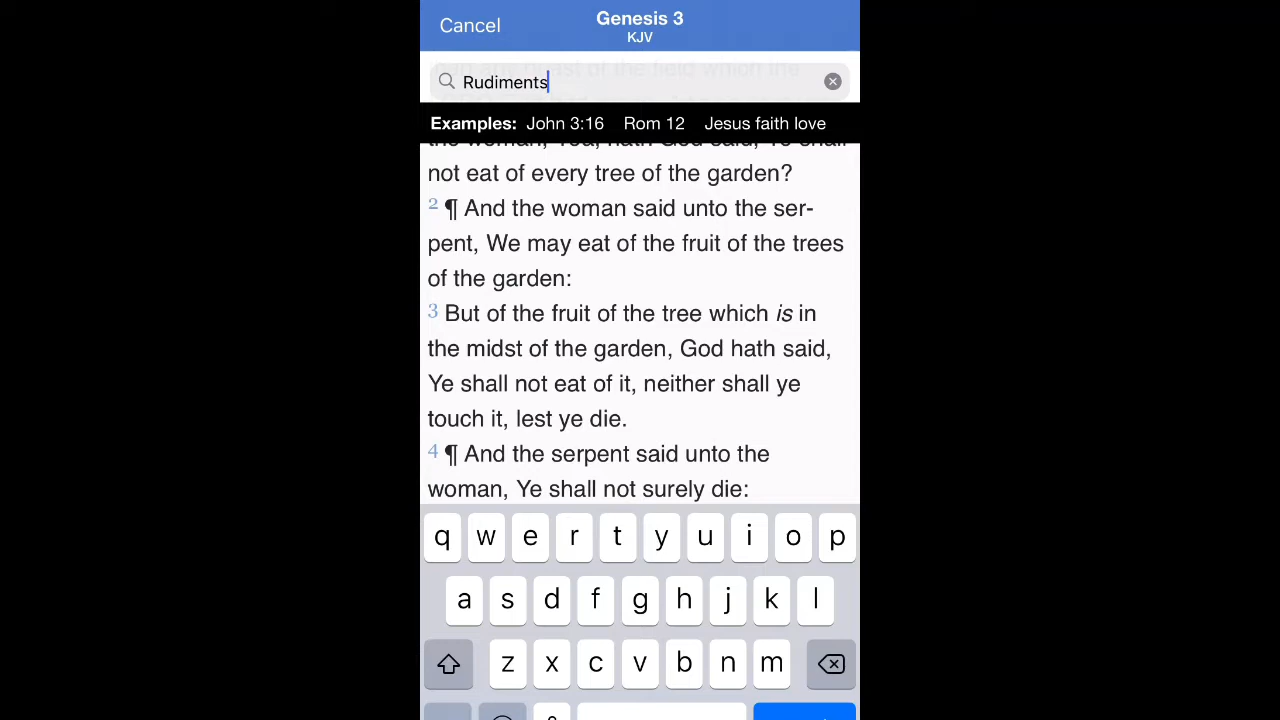 Cancel
Genesis 3
KJV
Rudiments
Examples: John 3:16 Rom 12 Jesus faith love
not eat of every tree of the garden?
2 ¶ And the woman said unto the ser-
pent, We may eat of the fruit of the trees
of the garden:
3 But of the fruit of the tree which is in
the midst of the garden, God hath said,
Ye shall not eat of it, neither shall ye
touch it, lest ye die.
4 ¶ And the serpent said unto the
woman, Ye shall not surely die:
q w e r t y u i o p
a s d f g h j k l
z x c v b n m